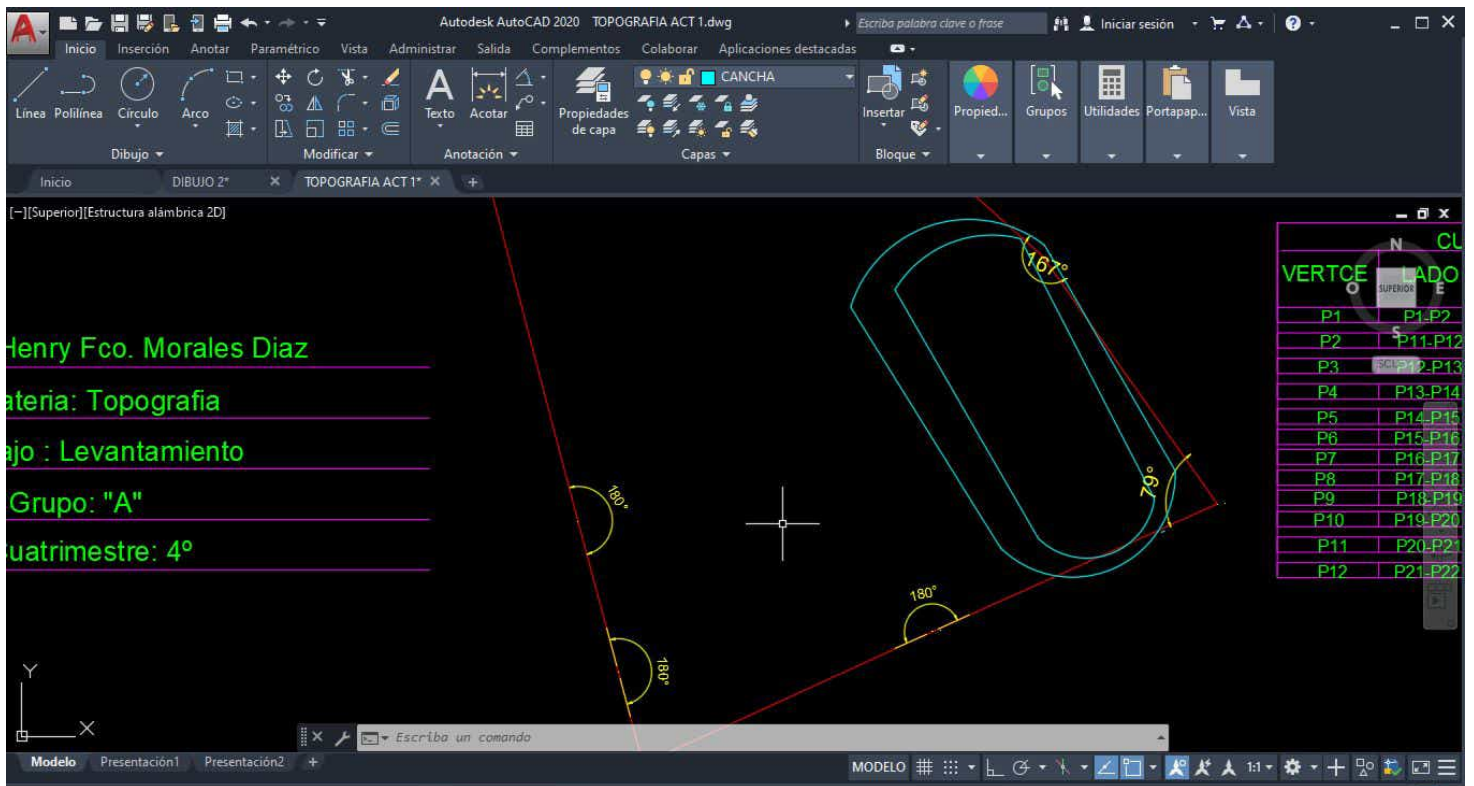 Autodesk AutoCAD 2020 TOPOGRAFIA ACT 1.dwg
Escriba palabra clave o frase
Iniciar sesión
Inicio Inserción Anotar Paramétrico Vista Administrar Salida Complementos Colaborar Aplicaciones destacadas
CANCHA
Línea Polilínea Círculo Arco
Texto Acotar
Propiedades de capa
Insertar
Propied... Grupos Utilidades Portapap... Vista
Dibujo Modificar Anotación Capas Bloque
Inicio DIBUJO 2* TOPOGRAFIA ACT 1*
[−][Superior][Estructura alámbrica 2D]
Henry Fco. Morales Diaz
ateria: Topografia
ajo : Levantamiento
Grupo: "A"
uatrimestre: 4º
167°
79°
180°
180°
180°
CU
VERTCE LADO
P1 P1-P2
P2 P11-P12
P3 P12-P13
P4 P13-P14
P5 P14-P15
P6 P15-P16
P7 P16-P17
P8 P17-P18
P9 P18-P19
P10 P19-P20
P11 P20-P21
P12 P21-P22
N
O SUPERIOR E
S
Y
X
Escriba un comando
Modelo Presentación1 Presentación2
MODELO
1:1